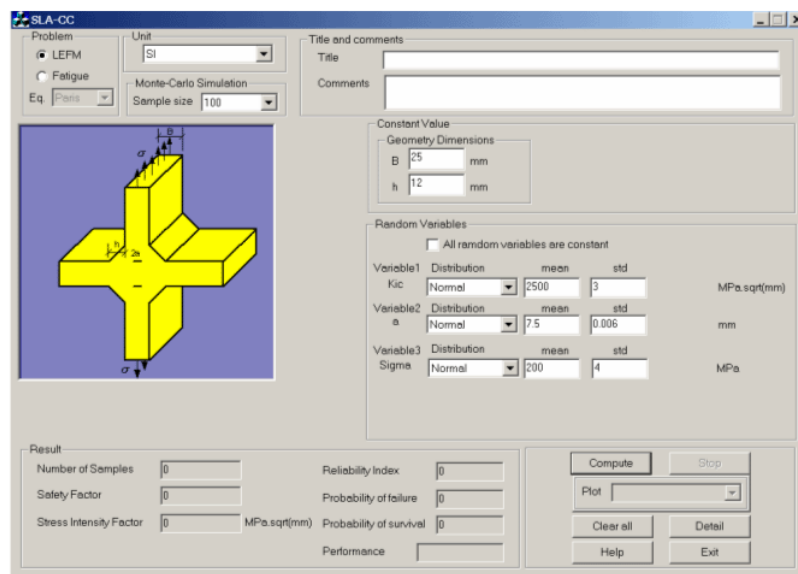 SLA-CC
Problem
LEFM
Fatigue
Eq. Paris
Unit
SI
Monte-Carlo Simulation
Sample size 100
Title and comments
Title
Comments
B
σ
h
2a
σ
Constant Value
Geometry Dimensions
B 25 mm
h 12 mm
Random Variables
All random variables are constant
Variable1 Distribution mean std
Kic Normal 2500 3 MPa.sqrt(mm)
Variable2 Distribution mean std
a Normal 7.5 0.006 mm
Variable3 Distribution mean std
Sigma Normal 200 4 MPa
Result
Number of Samples 0
Safety Factor 0
Stress Intensity Factor 0 MPa.sqrt(mm)
Reliability Index 0
Probability of failure 0
Probability of survival 0
Performance
Compute Stop
Plot
Clear all Detail
Help Exit